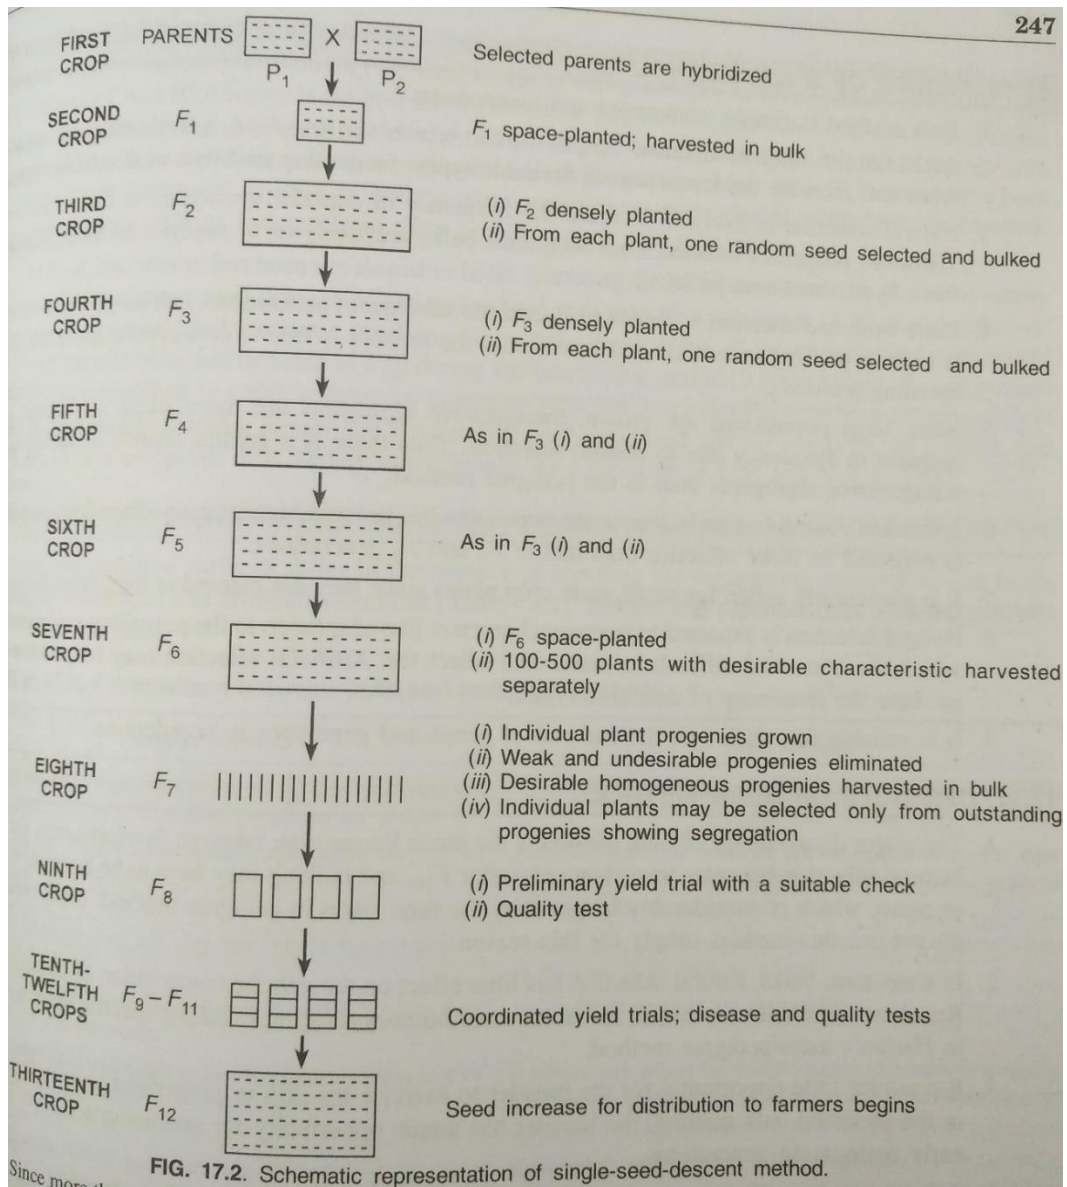 247
FIRST CROP PARENTS X Selected parents are hybridized
P1 P2
SECOND CROP F1 F1 space-planted; harvested in bulk
THIRD CROP F2 (i) F2 densely planted
(ii) From each plant, one random seed selected and bulked
FOURTH CROP F3 (i) F3 densely planted
(ii) From each plant, one random seed selected and bulked
FIFTH CROP F4 As in F3 (i) and (ii)
SIXTH CROP F5 As in F3 (i) and (ii)
SEVENTH CROP F6 (i) F6 space-planted
(ii) 100-500 plants with desirable characteristic harvested
separately
EIGHTH CROP F7 (i) Individual plant progenies grown
(ii) Weak and undesirable progenies eliminated
(iii) Desirable homogeneous progenies harvested in bulk
(iv) Individual plants may be selected only from outstanding
progenies showing segregation
NINTH CROP F8 (i) Preliminary yield trial with a suitable check
(ii) Quality test
TENTH-TWELFTH CROPS F9 – F11 Coordinated yield trials; disease and quality tests
THIRTEENTH CROP F12 Seed increase for distribution to farmers begins
FIG. 17.2. Schematic representation of single-seed-descent method.
Since more